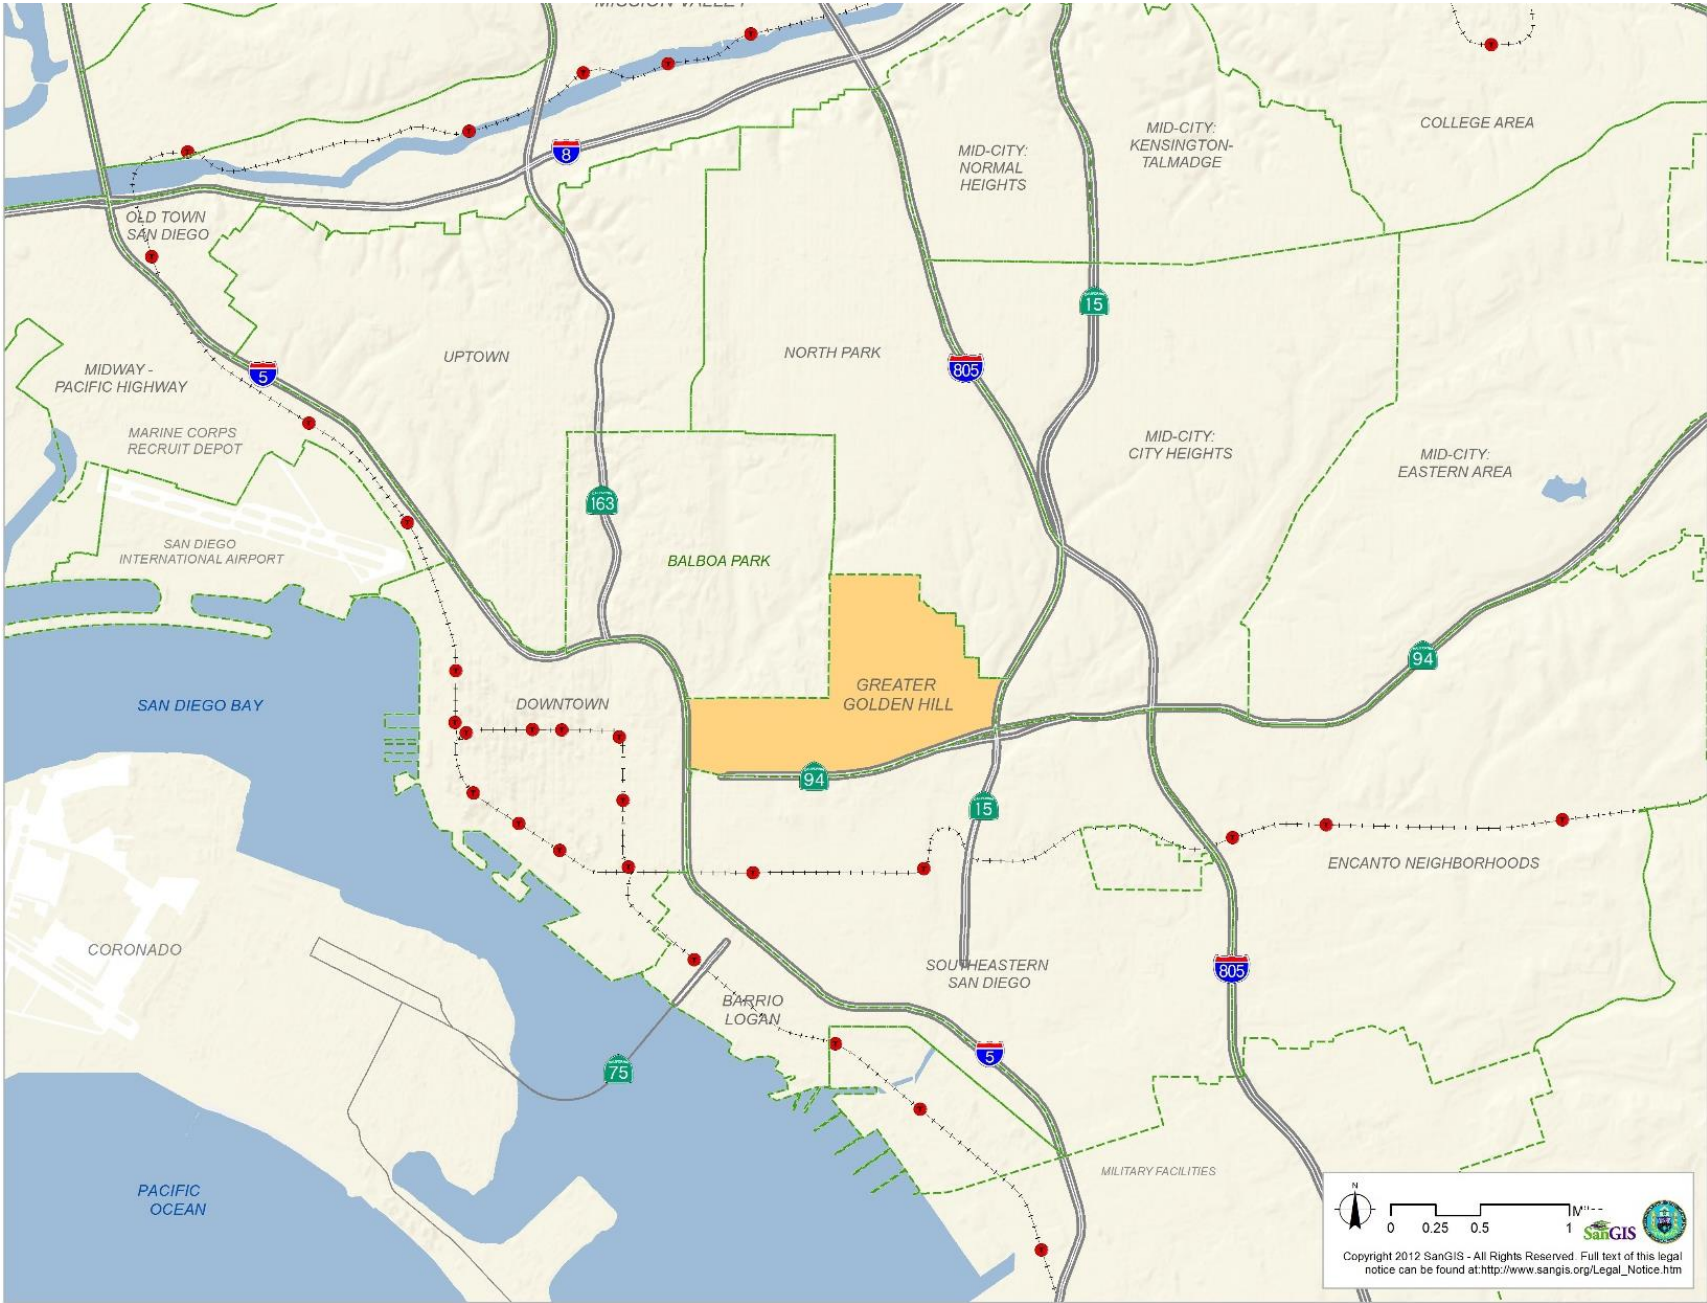 MISSION VALLEY
COLLEGE AREA
MID-CITY:
KENSINGTON-
TALMADGE
MID-CITY:
NORMAL
HEIGHTS
8
OLD TOWN
SAN DIEGO
15
UPTOWN
NORTH PARK
805
5
MIDWAY -
PACIFIC HIGHWAY
MARINE CORPS
RECRUIT DEPOT
MID-CITY:
CITY HEIGHTS
MID-CITY:
EASTERN AREA
163
SAN DIEGO
INTERNATIONAL AIRPORT
BALBOA PARK
94
GREATER
GOLDEN HILL
SAN DIEGO BAY
DOWNTOWN
94
15
ENCANTO NEIGHBORHOODS
CORONADO
SOUTHEASTERN
SAN DIEGO
805
BARRIO
LOGAN
5
75
MILITARY FACILITIES
PACIFIC
OCEAN
N
0 0.25 0.5 1
SanGIS
Copyright 2012 SanGIS - All Rights Reserved. Full text of this legal
notice can be found at:http://www.sangis.org/Legal_Notice.htm